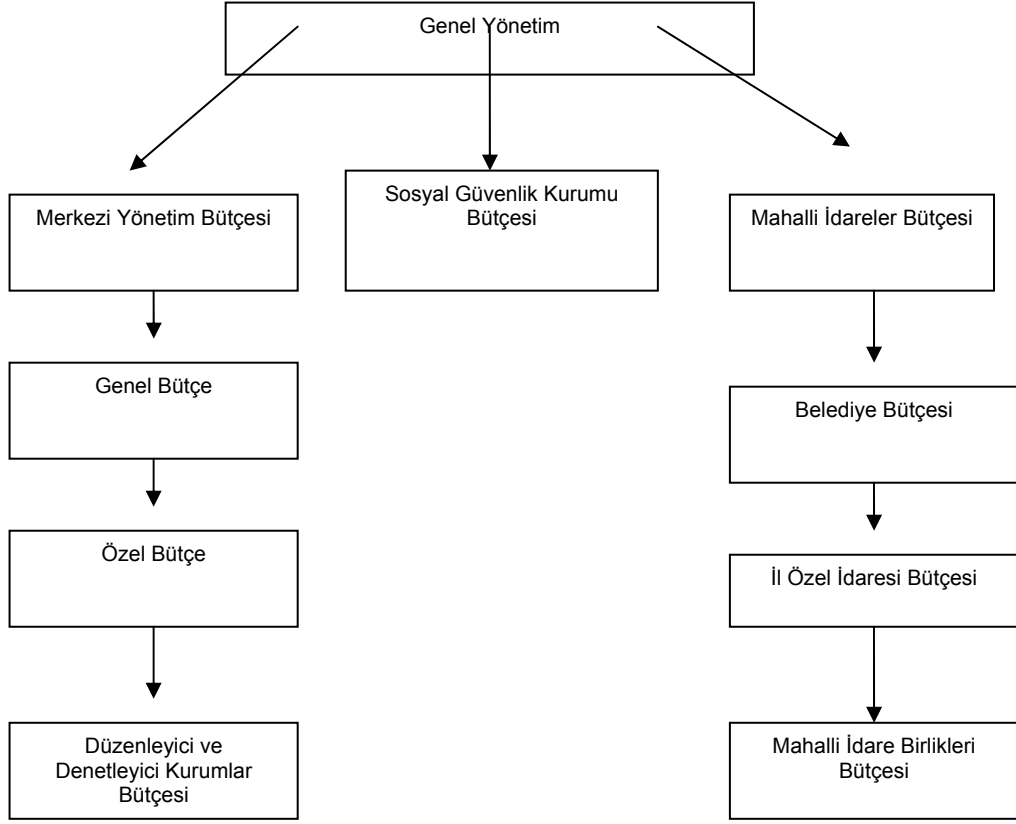 Genel Yönetim
Merkezi Yönetim Bütçesi
Sosyal Güvenlik Kurumu
Bütçesi
Mahalli İdareler Bütçesi
Genel Bütçe
Belediye Bütçesi
Özel Bütçe
İl Özel İdaresi Bütçesi
Düzenleyici ve
Denetleyici Kurumlar
Bütçesi
Mahalli İdare Birlikleri
Bütçesi